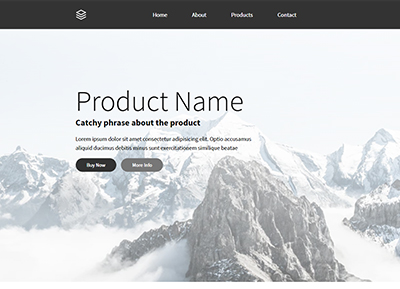 Home About Products Contact
Product Name
Catchy phrase about the product
Lorem ipsum dolor sit amet consectetur adipisicing elit. Optio accusamus
aliquid ducimus debitis minus sunt exercitationem similique beatae
Buy Now More Info